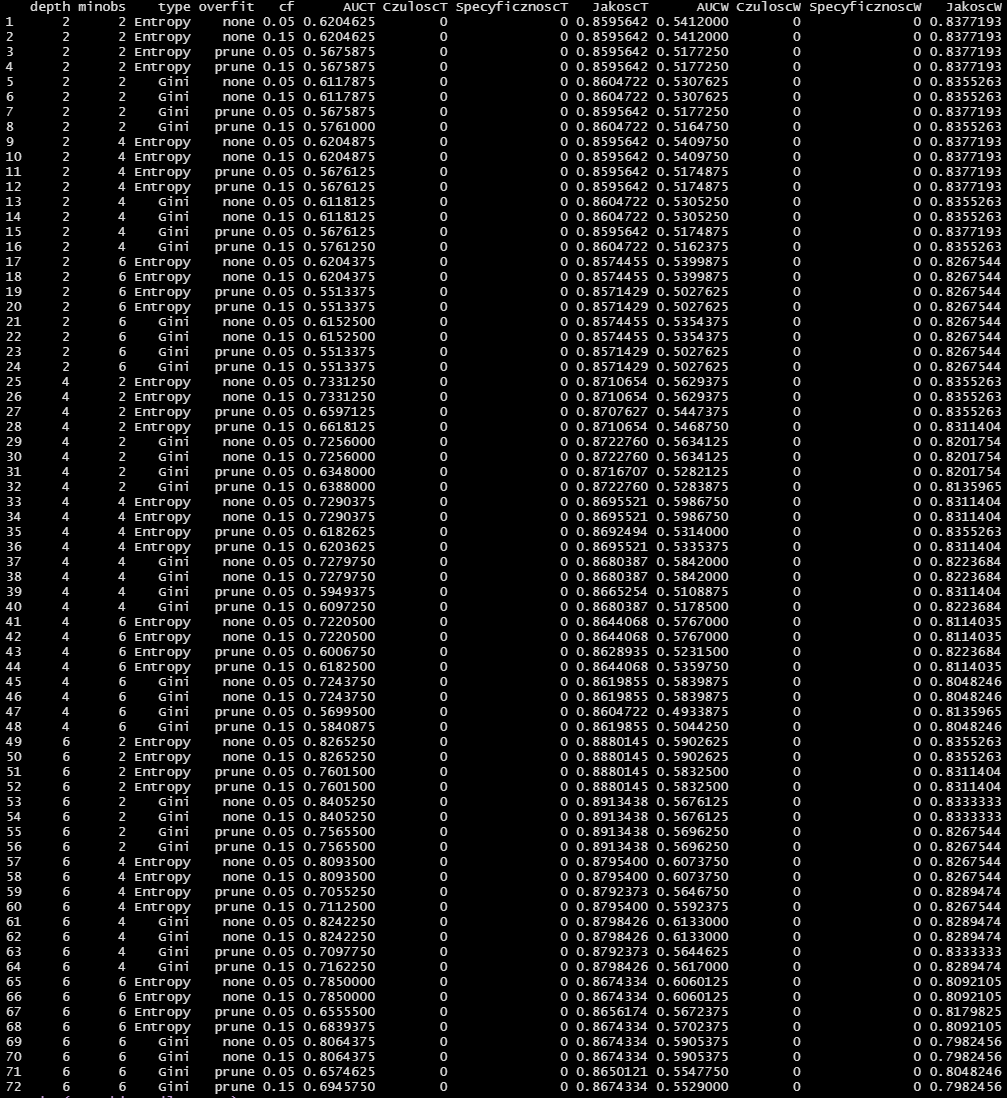 depth minobs type overfit cf AUCT CzuloscT SpecyficznoscT JakoscT AUCW CzuloscW SpecyficznoscW JakoscW
1 2 2 Entropy none 0.05 0.6204625 0 0 0.8595642 0.5412000 0 0 0.8377193
2 2 2 Entropy none 0.15 0.6204625 0 0 0.8595642 0.5412000 0 0 0.8377193
3 2 2 Entropy prune 0.05 0.5675875 0 0 0.8595642 0.5177250 0 0 0.8377193
4 2 2 Entropy prune 0.15 0.5675875 0 0 0.8595642 0.5177250 0 0 0.8377193
5 2 2 Gini none 0.05 0.6117875 0 0 0.8604722 0.5307625 0 0 0.8355263
6 2 2 Gini none 0.15 0.6117875 0 0 0.8604722 0.5307625 0 0 0.8355263
7 2 2 Gini prune 0.05 0.5675875 0 0 0.8595642 0.5177250 0 0 0.8377193
8 2 2 Gini prune 0.15 0.5761000 0 0 0.8604722 0.5164750 0 0 0.8355263
9 2 4 Entropy none 0.05 0.6204875 0 0 0.8595642 0.5409750 0 0 0.8377193
10 2 4 Entropy none 0.15 0.6204875 0 0 0.8595642 0.5409750 0 0 0.8377193
11 2 4 Entropy prune 0.05 0.5676125 0 0 0.8595642 0.5174875 0 0 0.8377193
12 2 4 Entropy prune 0.15 0.5676125 0 0 0.8595642 0.5174875 0 0 0.8377193
13 2 4 Gini none 0.05 0.6118125 0 0 0.8604722 0.5305250 0 0 0.8355263
14 2 4 Gini none 0.15 0.6118125 0 0 0.8604722 0.5305250 0 0 0.8355263
15 2 4 Gini prune 0.05 0.5676125 0 0 0.8595642 0.5174875 0 0 0.8377193
16 2 4 Gini prune 0.15 0.5761250 0 0 0.8604722 0.5162375 0 0 0.8355263
17 2 6 Entropy none 0.05 0.6204375 0 0 0.8574455 0.5399875 0 0 0.8267544
18 2 6 Entropy none 0.15 0.6204375 0 0 0.8574455 0.5399875 0 0 0.8267544
19 2 6 Entropy prune 0.05 0.5513375 0 0 0.8571429 0.5027625 0 0 0.8267544
20 2 6 Entropy prune 0.15 0.5513375 0 0 0.8571429 0.5027625 0 0 0.8267544
21 2 6 Gini none 0.05 0.6152500 0 0 0.8574455 0.5354375 0 0 0.8267544
22 2 6 Gini none 0.15 0.6152500 0 0 0.8574455 0.5354375 0 0 0.8267544
23 2 6 Gini prune 0.05 0.5513375 0 0 0.8571429 0.5027625 0 0 0.8267544
24 2 6 Gini prune 0.15 0.5513375 0 0 0.8571429 0.5027625 0 0 0.8267544
25 4 2 Entropy none 0.05 0.7331250 0 0 0.8710654 0.5629375 0 0 0.8355263
26 4 2 Entropy none 0.15 0.7331250 0 0 0.8710654 0.5629375 0 0 0.8355263
27 4 2 Entropy prune 0.05 0.6597125 0 0 0.8707627 0.5447375 0 0 0.8355263
28 4 2 Entropy prune 0.15 0.6618125 0 0 0.8710654 0.5468750 0 0 0.8311404
29 4 2 Gini none 0.05 0.7256000 0 0 0.8722760 0.5634125 0 0 0.8201754
30 4 2 Gini none 0.15 0.7256000 0 0 0.8722760 0.5634125 0 0 0.8201754
31 4 2 Gini prune 0.05 0.6348000 0 0 0.8716707 0.5282125 0 0 0.8201754
32 4 2 Gini prune 0.15 0.6388000 0 0 0.8722760 0.5283875 0 0 0.8135965
33 4 4 Entropy none 0.05 0.7290375 0 0 0.8695521 0.5986750 0 0 0.8311404
34 4 4 Entropy none 0.15 0.7290375 0 0 0.8695521 0.5986750 0 0 0.8311404
35 4 4 Entropy prune 0.05 0.6182625 0 0 0.8692494 0.5314000 0 0 0.8355263
36 4 4 Entropy prune 0.15 0.6203625 0 0 0.8695521 0.5335375 0 0 0.8311404
37 4 4 Gini none 0.05 0.7279750 0 0 0.8680387 0.5842000 0 0 0.8223684
38 4 4 Gini none 0.15 0.7279750 0 0 0.8680387 0.5842000 0 0 0.8223684
39 4 4 Gini prune 0.05 0.5949375 0 0 0.8665254 0.5108875 0 0 0.8311404
40 4 4 Gini prune 0.15 0.6097250 0 0 0.8680387 0.5178500 0 0 0.8223684
41 4 6 Entropy none 0.05 0.7220500 0 0 0.8644068 0.5767000 0 0 0.8114035
42 4 6 Entropy none 0.15 0.7220500 0 0 0.8644068 0.5767000 0 0 0.8114035
43 4 6 Entropy prune 0.05 0.6006750 0 0 0.8628935 0.5231500 0 0 0.8223684
44 4 6 Entropy prune 0.15 0.6182500 0 0 0.8644068 0.5359750 0 0 0.8114035
45 4 6 Gini none 0.05 0.7243750 0 0 0.8619855 0.5839875 0 0 0.8048246
46 4 6 Gini none 0.15 0.7243750 0 0 0.8619855 0.5839875 0 0 0.8048246
47 4 6 Gini prune 0.05 0.5699500 0 0 0.8604722 0.4933875 0 0 0.8135965
48 4 6 Gini prune 0.15 0.5840875 0 0 0.8619855 0.5044250 0 0 0.8048246
49 6 2 Entropy none 0.05 0.8265250 0 0 0.8880145 0.5902625 0 0 0.8355263
50 6 2 Entropy none 0.15 0.8265250 0 0 0.8880145 0.5902625 0 0 0.8355263
51 6 2 Entropy prune 0.05 0.7601500 0 0 0.8880145 0.5832500 0 0 0.8311404
52 6 2 Entropy prune 0.15 0.7601500 0 0 0.8880145 0.5832500 0 0 0.8311404
53 6 2 Gini none 0.05 0.8405250 0 0 0.8913438 0.5676125 0 0 0.8333333
54 6 2 Gini none 0.15 0.8405250 0 0 0.8913438 0.5676125 0 0 0.8333333
55 6 2 Gini prune 0.05 0.7565500 0 0 0.8913438 0.5696250 0 0 0.8267544
56 6 2 Gini prune 0.15 0.7565500 0 0 0.8913438 0.5696250 0 0 0.8267544
57 6 4 Entropy none 0.05 0.8093500 0 0 0.8795400 0.6073750 0 0 0.8267544
58 6 4 Entropy none 0.15 0.8093500 0 0 0.8795400 0.6073750 0 0 0.8267544
59 6 4 Entropy prune 0.05 0.7055250 0 0 0.8792373 0.5646750 0 0 0.8289474
60 6 4 Entropy prune 0.15 0.7112500 0 0 0.8795400 0.5592375 0 0 0.8267544
61 6 4 Gini none 0.05 0.8242250 0 0 0.8798426 0.6133000 0 0 0.8289474
62 6 4 Gini none 0.15 0.8242250 0 0 0.8798426 0.6133000 0 0 0.8289474
63 6 4 Gini prune 0.05 0.7097750 0 0 0.8792373 0.5644625 0 0 0.8333333
64 6 4 Gini prune 0.15 0.7162250 0 0 0.8798426 0.5617000 0 0 0.8289474
65 6 6 Entropy none 0.05 0.7850000 0 0 0.8674334 0.6060125 0 0 0.8092105
66 6 6 Entropy none 0.15 0.7850000 0 0 0.8674334 0.6060125 0 0 0.8092105
67 6 6 Entropy prune 0.05 0.6555500 0 0 0.8656174 0.5672375 0 0 0.8179825
68 6 6 Entropy prune 0.15 0.6839375 0 0 0.8674334 0.5702375 0 0 0.8092105
69 6 6 Gini none 0.05 0.8064375 0 0 0.8674334 0.5905375 0 0 0.7982456
70 6 6 Gini none 0.15 0.8064375 0 0 0.8674334 0.5905375 0 0 0.7982456
71 6 6 Gini prune 0.05 0.6574625 0 0 0.8650121 0.5547750 0 0 0.8048246
72 6 6 Gini prune 0.15 0.6945750 0 0 0.8674334 0.5529000 0 0 0.7982456